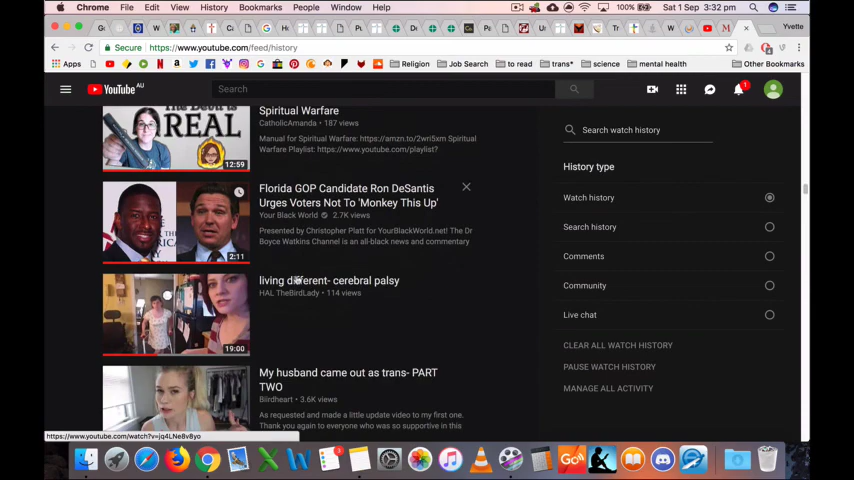 Chrome File Edit View History Bookmarks People Window Help 100% Sat 1 Sep 3:32 pm
Yvette
Secure https://www.youtube.com/feed/history
Apps Religion Job Search to read trans* science mental health Other Bookmarks
YouTube AU Search 1
REAL
12:59
Spiritual Warfare
CatholicAmanda • 187 views
Manual for Spiritual Warfare: https://amzn.to/2wri5xm Spiritual
Warfare Playlist: https://www.youtube.com/playlist?
2:11
Florida GOP Candidate Ron DeSantis
Urges Voters Not To 'Monkey This Up'
Your Black World 2.7K views
Presented by Christopher Platt for YourBlackWorld.net! The Dr
Boyce Watkins Channel is an all-black news and commentary
19:00
living different- cerebral palsy
HAL TheBirdLady • 114 views
My husband came out as trans- PART
TWO
Biirdheart • 3.6K views
As requested and made a little update video to my first one.
Thank you again to everyone who was so supportive in this
Search watch history
History type
Watch history
Search history
Comments
Community
Live chat
CLEAR ALL WATCH HISTORY
PAUSE WATCH HISTORY
MANAGE ALL ACTIVITY
https://www.youtube.com/watch?v=jq4LNe8v8yo
3
Go